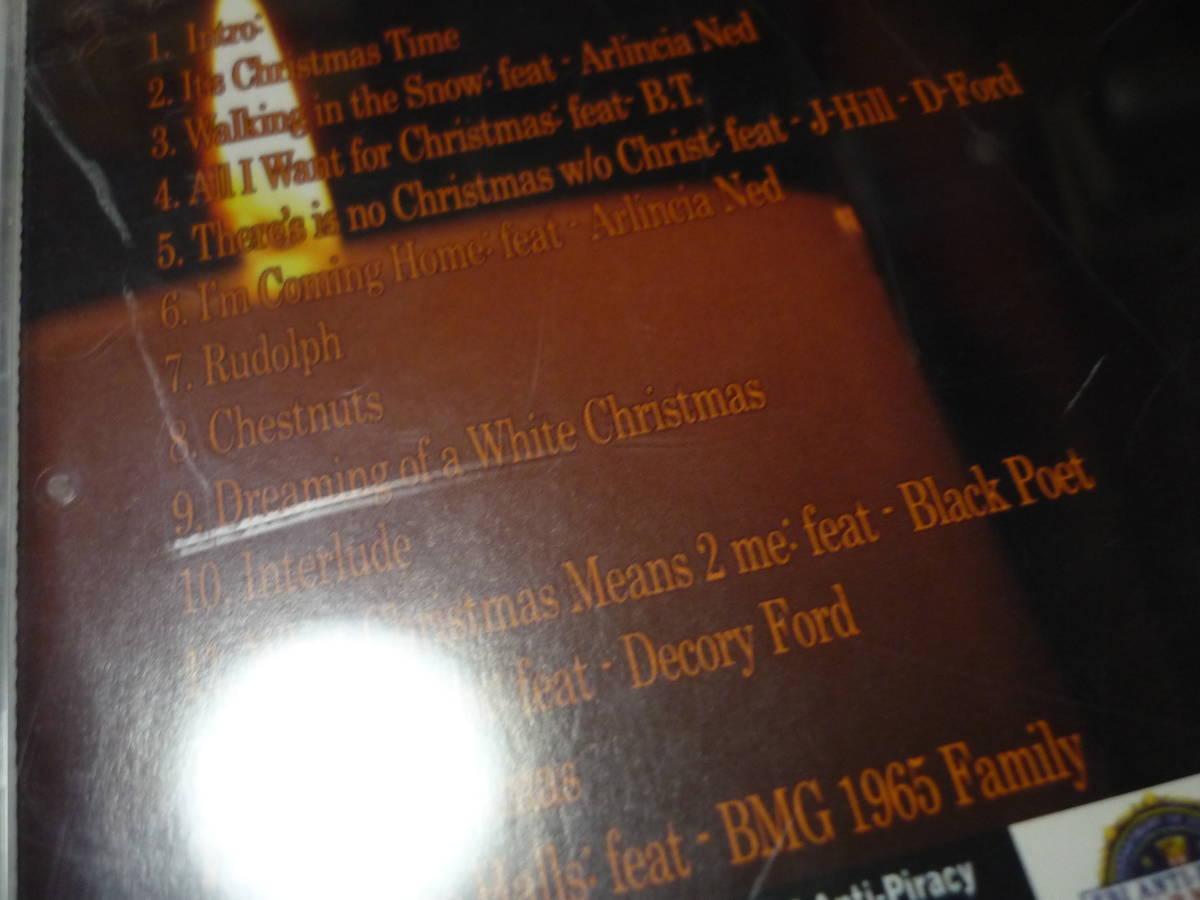 1. Intro:
2. Its Christmas Time
3. Walking in the Snow: feat - Arlincia Ned
4. All I Want for Christmas: feat- B.T.
5. There's is no Christmas w/o Christ: feat - J-Hill - D-Ford
6. I'm Coming Home: feat - Arlincia Ned
7. Rudolph
8. Chestnuts
9. Dreaming of a White Christmas
10. Interlude
11. Christmas Means 2 me: feat - Black Poet
feat - Decory Ford
Halls: feat - BMG 1965 Family
Anti-Piracy